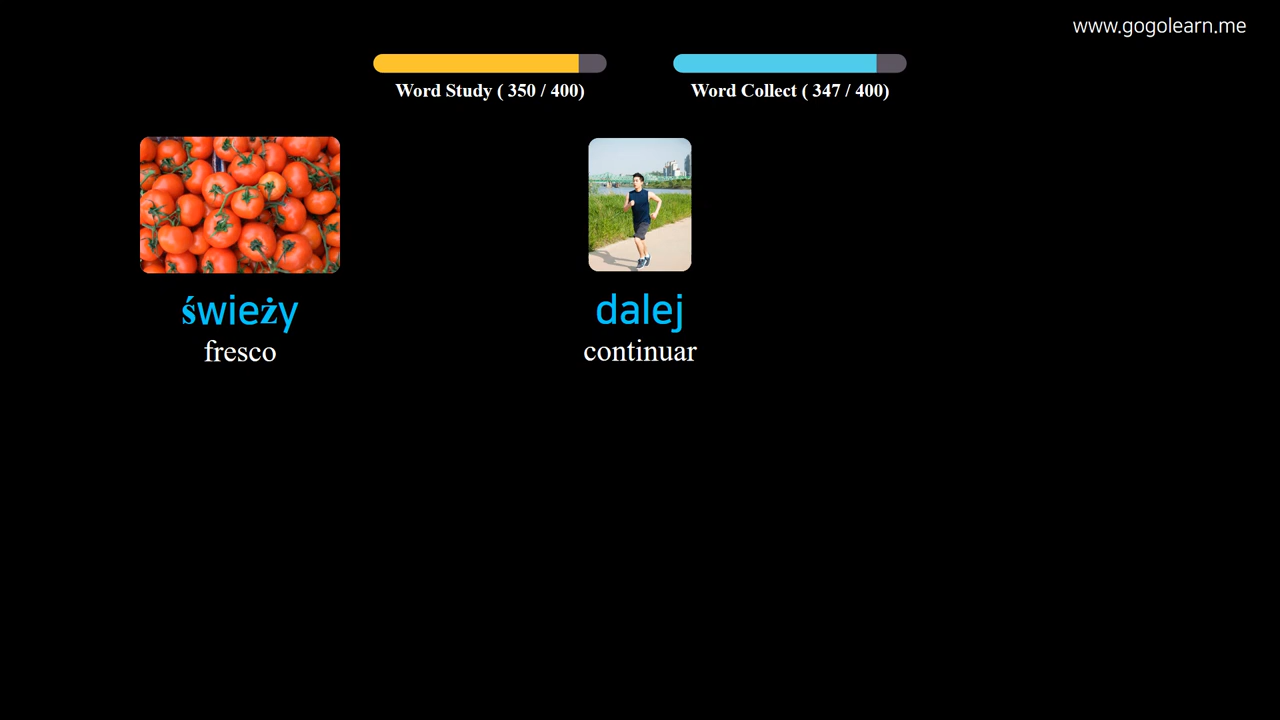 www.gogolearn.me
Word Study ( 350 / 400)
Word Collect ( 347 / 400)
świeży
fresco
dalej
continuar